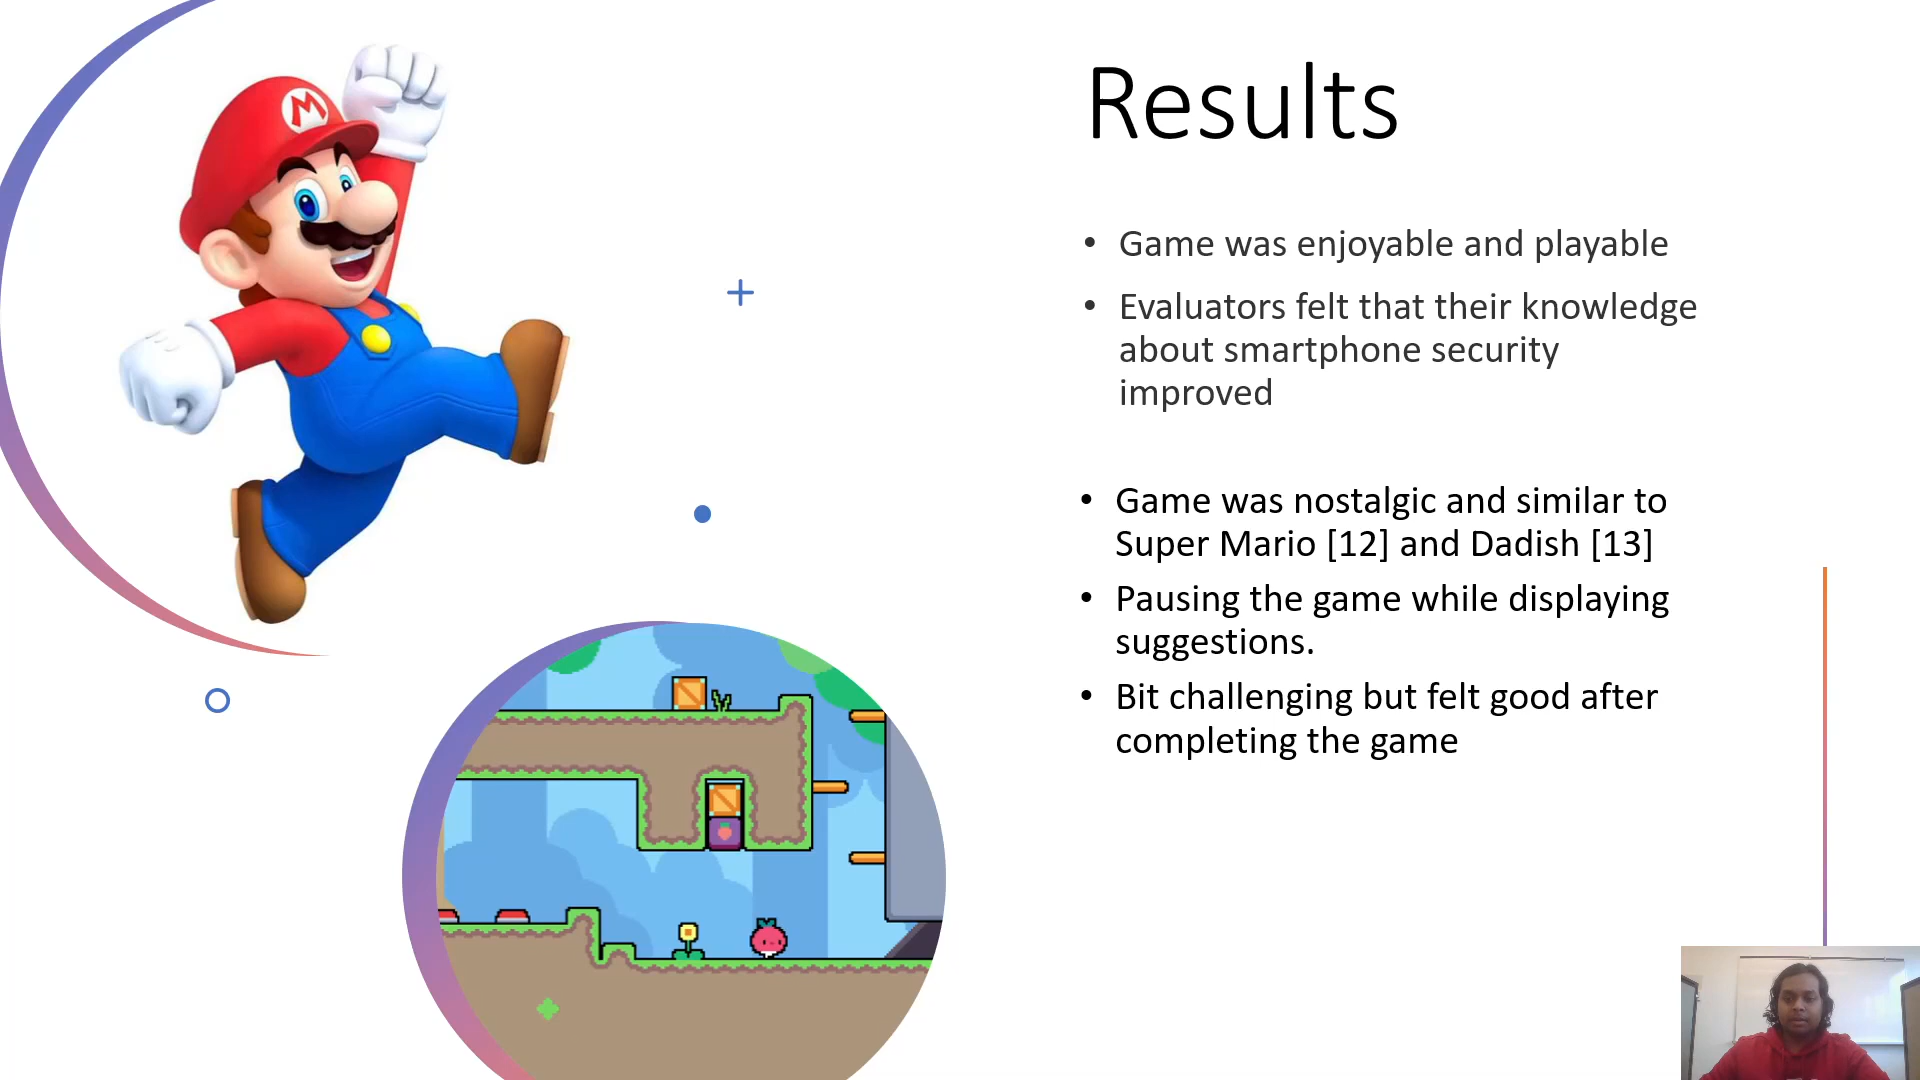 M
Results
• Game was enjoyable and playable
• Evaluators felt that their knowledge
about smartphone security
improved
• Game was nostalgic and similar to
Super Mario [12] and Dadish [13]
• Pausing the game while displaying
suggestions.
• Bit challenging but felt good after
completing the game